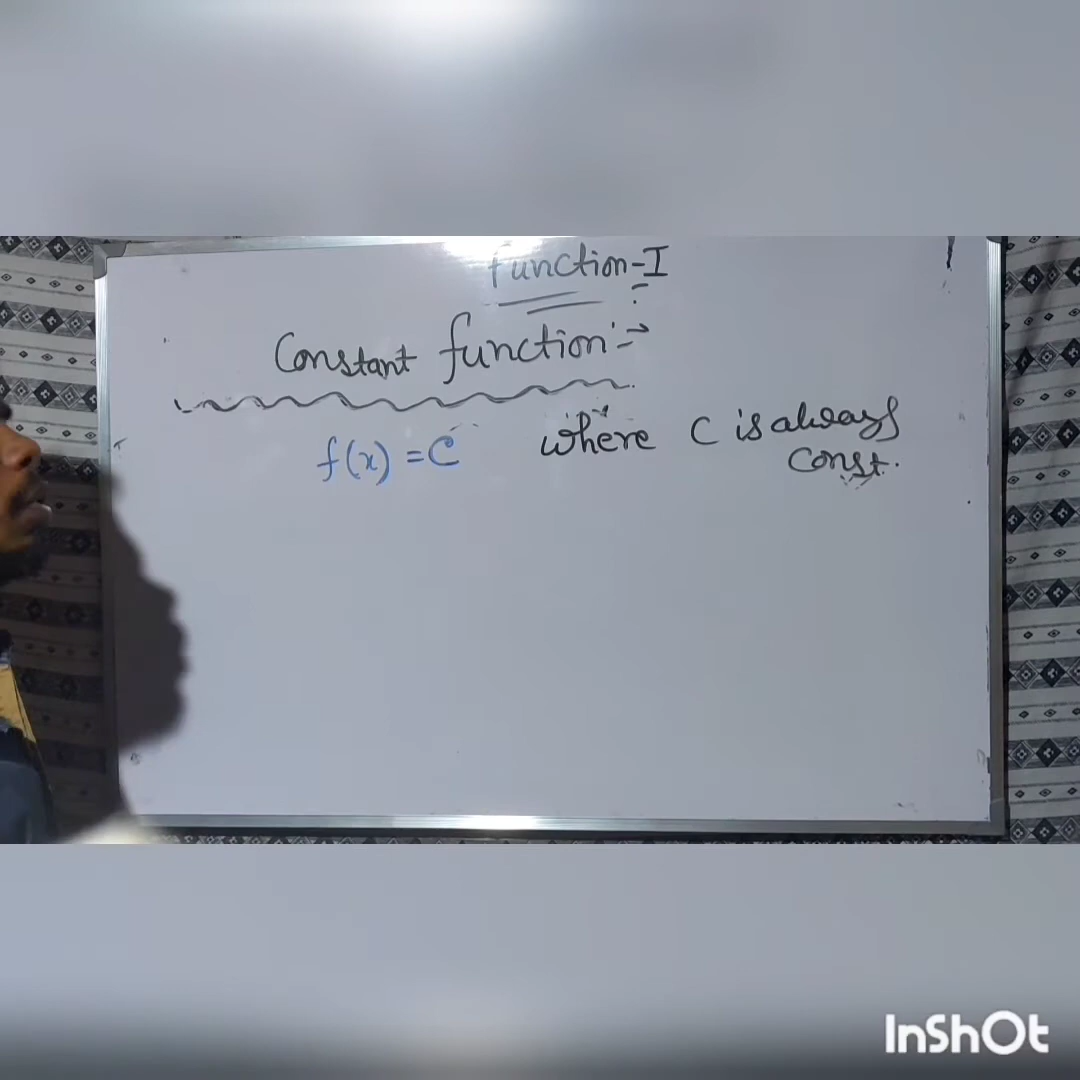 function-I
Constant function:→
f(x) = C where C is always
const.
InShOt